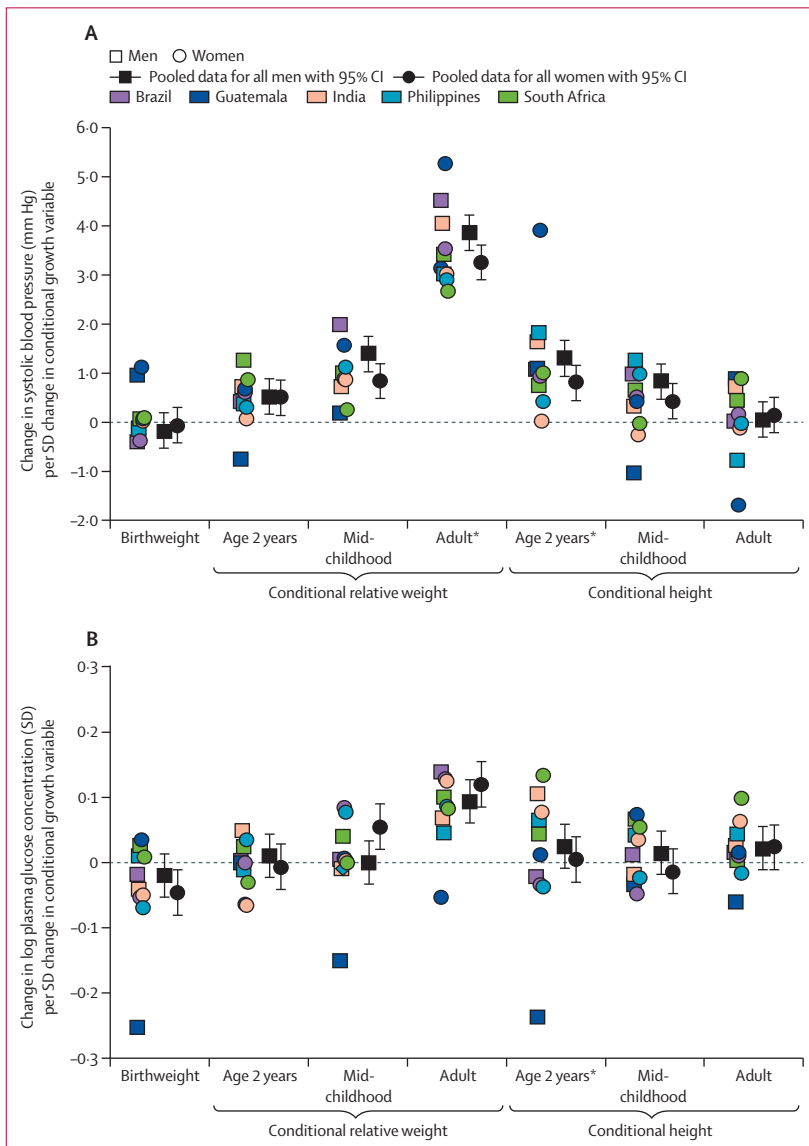 A
Men Women
Pooled data for all men with 95% CI Pooled data for all women with 95% CI
Brazil Guatemala India Philippines South Africa
Change in systolic blood pressure (mm Hg)
per SD change in conditional growth variable
6·0
5·0
4·0
3·0
2·0
1·0
0
–1·0
–2·0
Birthweight Age 2 years Mid- Adult* Age 2 years* Mid- Adult
childhood childhood
Conditional relative weight Conditional height
B
Change in log plasma glucose concentration (SD)
per SD change in conditional growth variable
0·3
0·2
0·1
0
–0·1
–0·2
–0·3
Birthweight Age 2 years Mid- Adult Age 2 years* Mid- Adult
childhood childhood
Conditional relative weight Conditional height